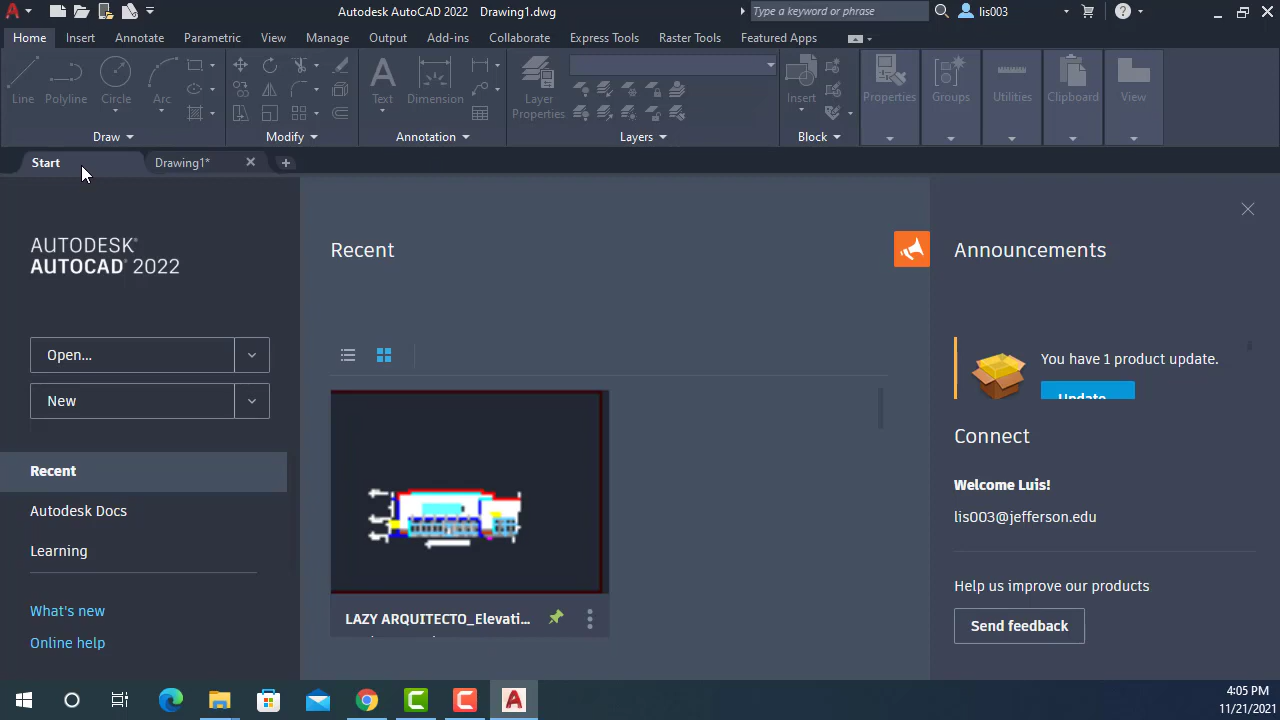 Autodesk AutoCAD 2022 Drawing1.dwg
Type a keyword or phrase
lis003
Home Insert Annotate Parametric View Manage Output Add-ins Collaborate Express Tools Raster Tools Featured Apps
Line Polyline Circle Arc
Text Dimension
Layer Properties
Insert
Properties Groups Utilities Clipboard View
Draw Modify Annotation Layers Block
Start Drawing1*
AUTODESK®
AUTOCAD® 2022
Open...
New
Recent
Autodesk Docs
Learning
What's new
Online help
Recent
LAZY ARQUITECTO_Elevati...
Announcements
You have 1 product update.
Update
Connect
Welcome Luis!
lis003@jefferson.edu
Help us improve our products
Send feedback
4:05 PM
11/21/2021